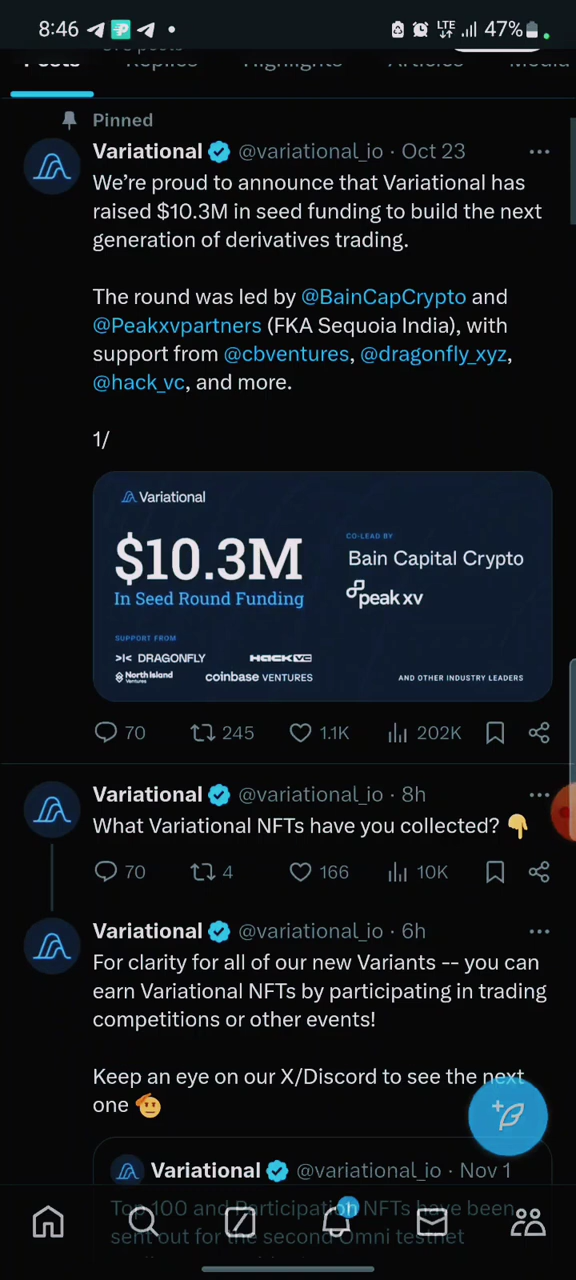 8:46
LTE 47%
Posts Replies Highlights Articles Media
Pinned
Variational @variational_io · Oct 23
We’re proud to announce that Variational has
raised $10.3M in seed funding to build the next
generation of derivatives trading.
The round was led by @BainCapCrypto and
@Peakxvpartners (FKA Sequoia India), with
support from @cbventures, @dragonfly_xyz,
@hack_vc, and more.
1/
Variational
$10.3M
In Seed Round Funding
CO-LEAD BY
Bain Capital Crypto
peak xv
SUPPORT FROM
>|< DRAGONFLY HACK VC
North Island Ventures coinbase VENTURES
AND OTHER INDUSTRY LEADERS
70 245 1.1K 202K
Variational @variational_io · 8h
What Variational NFTs have you collected? 👇
70 4 166 10K
Variational @variational_io · 6h
For clarity for all of our new Variants -- you can
earn Variational NFTs by participating in trading
competitions or other events!
Keep an eye on our X/Discord to see the next
one 🫡
Variational @variational_io · Nov 1
Top 100 and Participation NFTs have been
sent out for the second Omni testnet